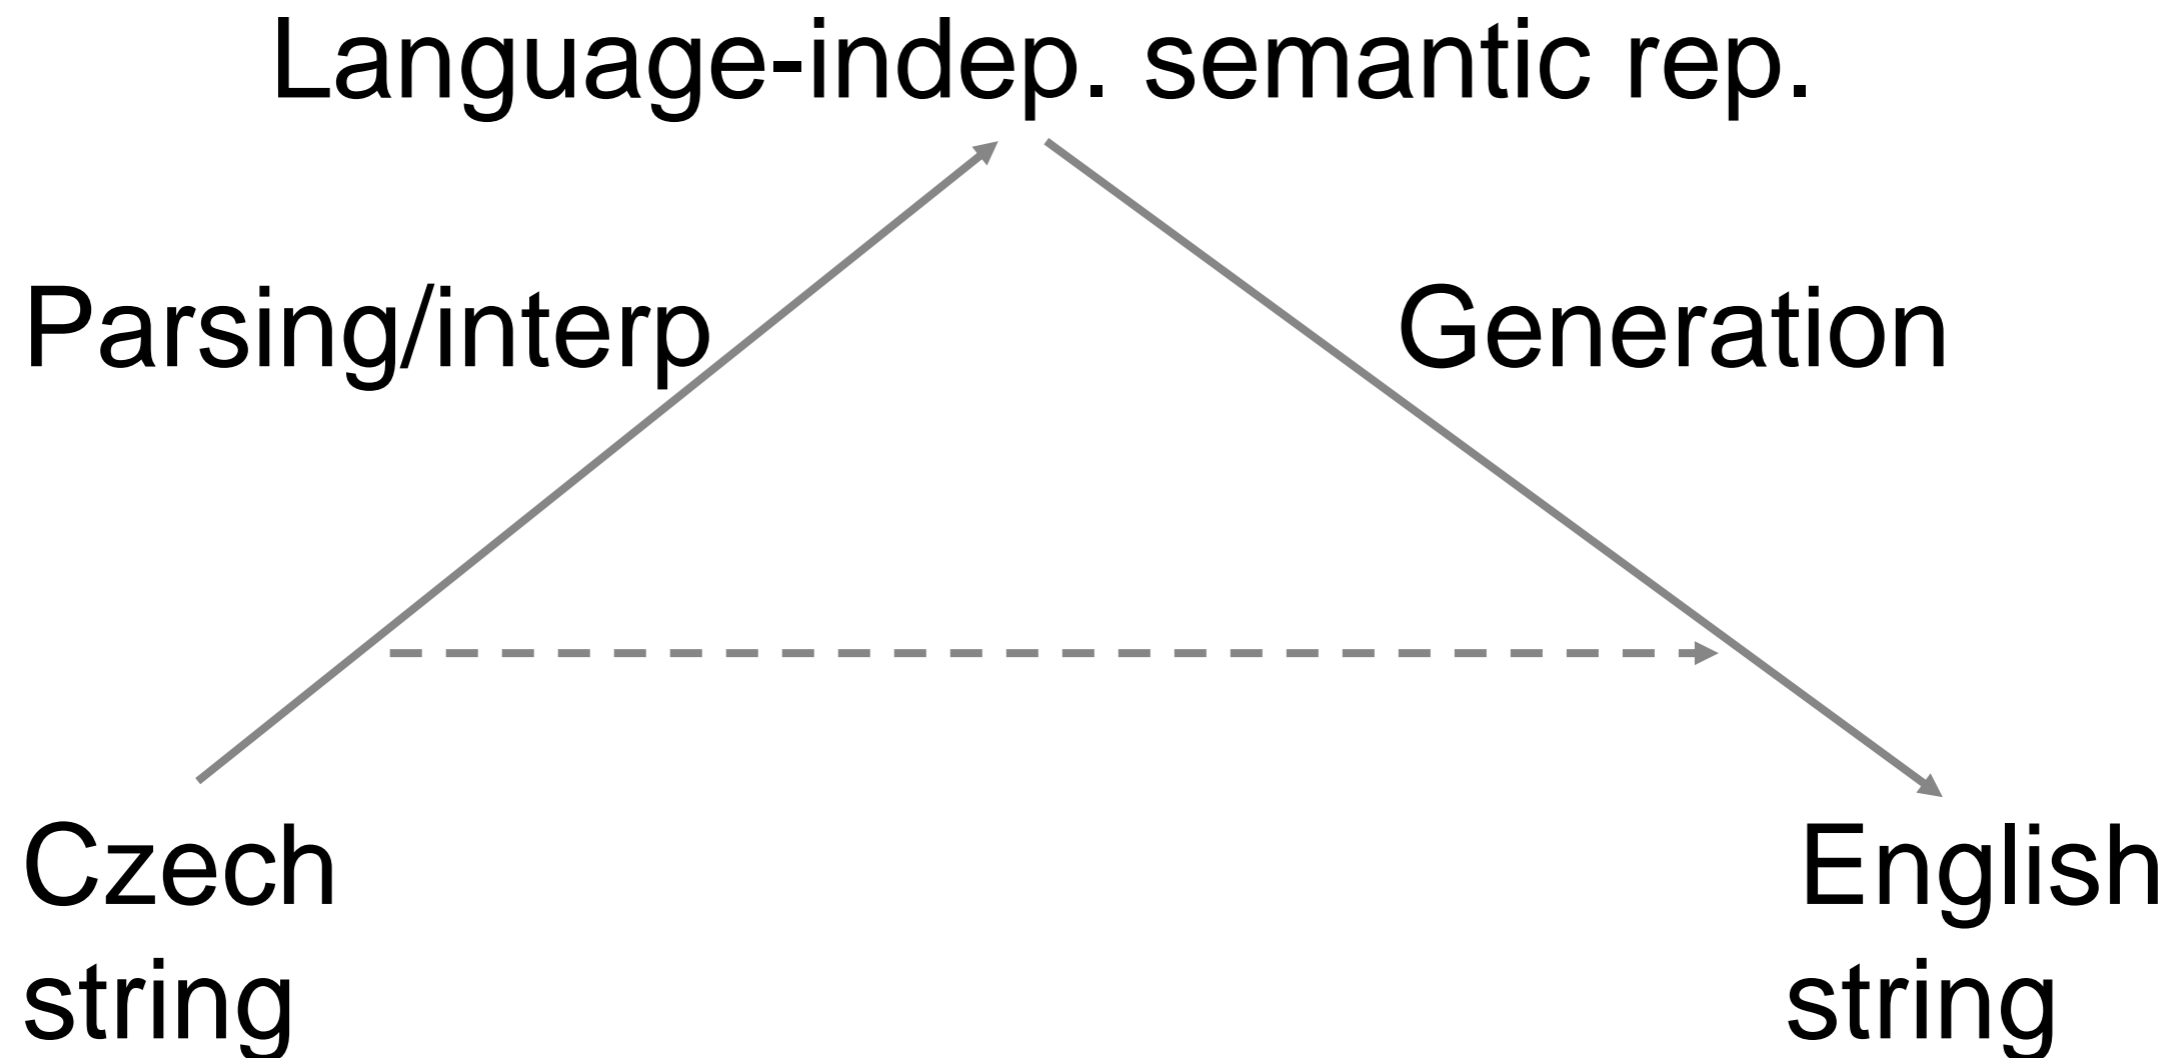 Language-indep. semantic rep.
Parsing/interp
Generation
Czech
string
English
string